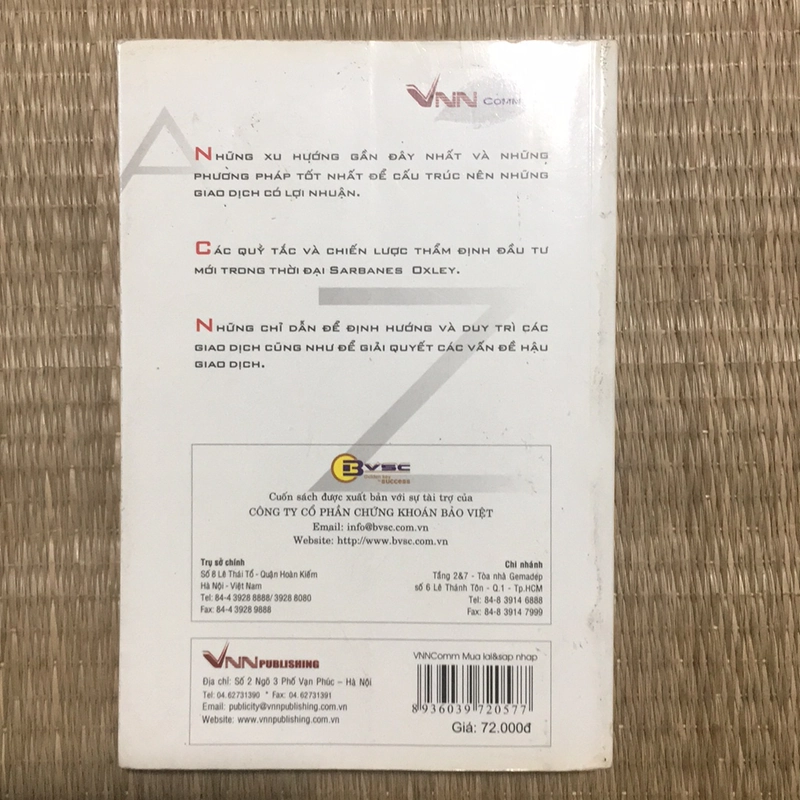 A
Z
VNN COMM
NHỮNG XU HƯỚNG GẦN ĐÂY NHẤT VÀ NHỮNG
PHƯƠNG PHÁP TỐT NHẤT ĐỂ CẤU TRÚC NÊN NHỮNG
GIAO DỊCH CÓ LỢI NHUẬN.
CÁC QUỶ TẮC VÀ CHIẾN LƯỢC THẨM ĐỊNH ĐẦU TƯ
MỚI TRONG THỜI ĐẠI SARBANES OXLEY.
NHỮNG CHỈ DẪN ĐỂ ĐỊNH HƯỚNG VÀ DUY TRÌ CÁC
GIAO DỊCH CŨNG NHƯ ĐỂ GIẢI QUYẾT CÁC VẤN ĐỀ HẬU
GIAO DỊCH.
BVSC
Golden key to success
Cuốn sách được xuất bản với sự tài trợ của
CÔNG TY CỔ PHẦN CHỨNG KHOÁN BẢO VIỆT
Email: info@bvsc.com.vn
Website: http://www.bvsc.com.vn
Trụ sở chính
Số 8 Lê Thái Tổ - Quận Hoàn Kiếm
Hà Nội - Việt Nam
Tel: 84-4 3928 8888/ 3928 8080
Fax: 84-4 3928 9888
Chi nhánh
Tầng 2&7 - Tòa nhà Gemadép
số 6 Lê Thánh Tôn - Q.1 - Tp.HCM
Tel: 84-8 3914 6888
Fax: 84-8 3914 7999
VNN PUBLISHING
Địa chỉ: Số 2 Ngõ 3 Phố Vạn Phúc – Hà Nội
Tel: 04.62731390 * Fax: 04.62731391
Email: publicity@vnnpublishing.com.vn
Website: www.vnnpublishing.com.vn
VNNComm Mua lai&sap nhap
8 936039 720577
Giá: 72.000đ